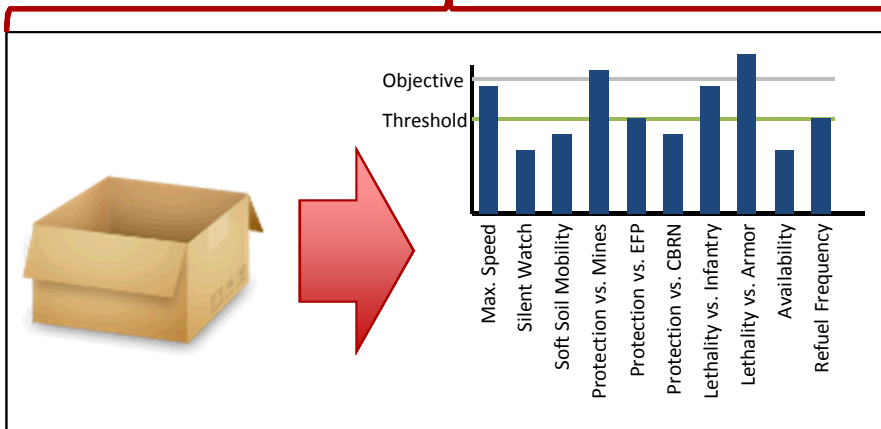 Objective
Threshold
Max. Speed
Silent Watch
Soft Soil Mobility
Protection vs. Mines
Protection vs. EFP
Protection vs. CBRN
Lethality vs. Infantry
Lethality vs. Armor
Availability
Refuel Frequency